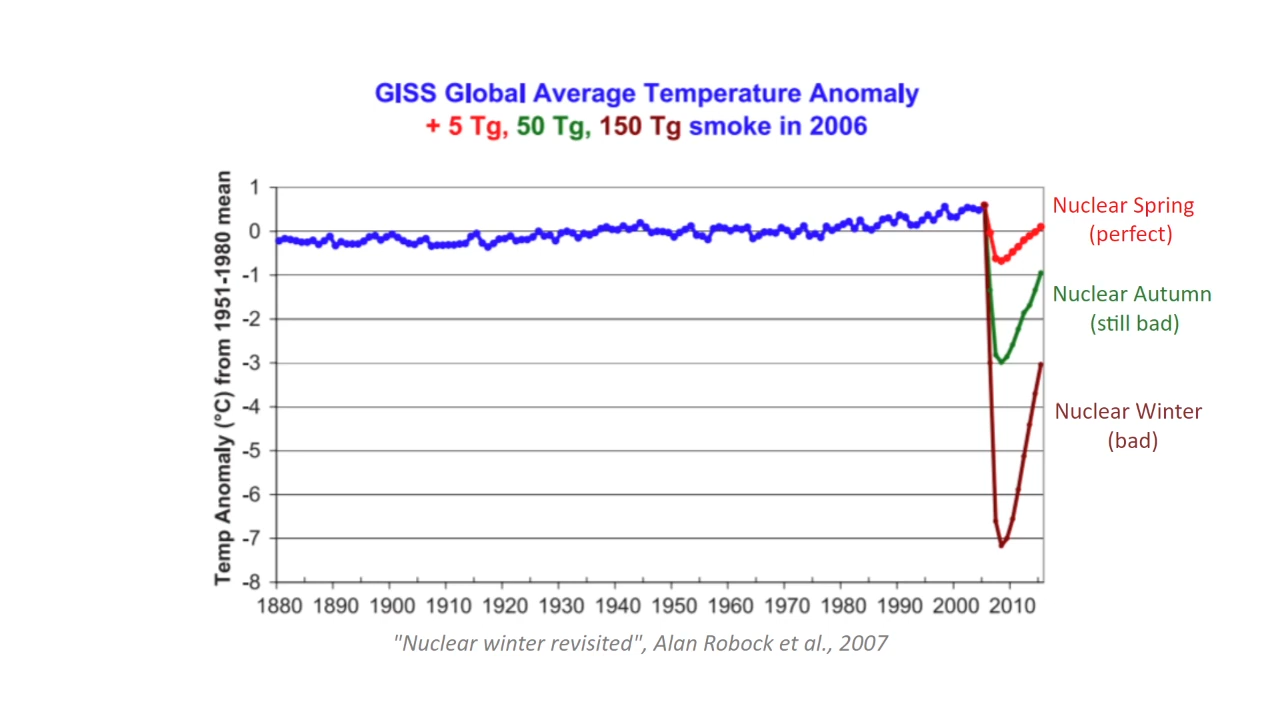 GISS Global Average Temperature Anomaly
+ 5 Tg, 50 Tg, 150 Tg smoke in 2006
Temp Anomaly (°C) from 1951-1980 mean
1
0
-1
-2
-3
-4
-5
-6
-7
-8
1880 1890 1900 1910 1920 1930 1940 1950 1960 1970 1980 1990 2000 2010
Nuclear Spring
(perfect)
Nuclear Autumn
(still bad)
Nuclear Winter
(bad)
"Nuclear winter revisited", Alan Robock et al., 2007